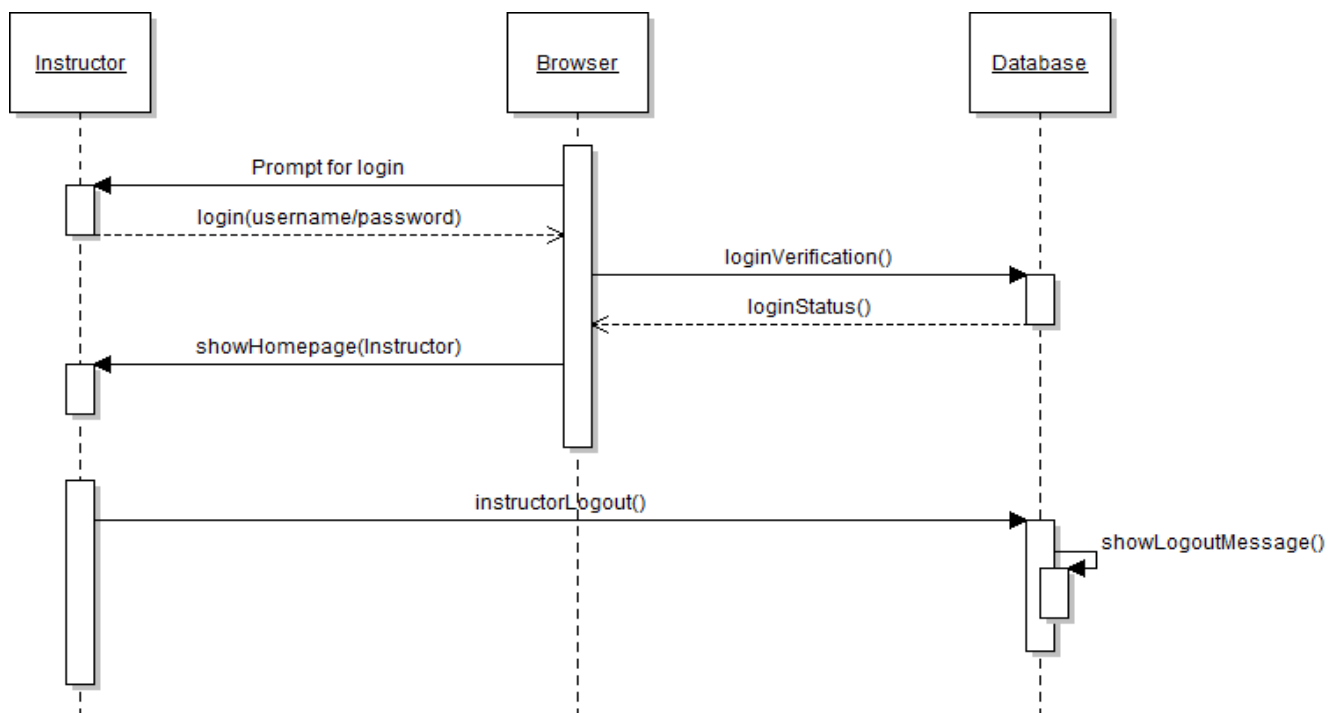 Instructor
Browser
Database
Prompt for login
login(username/password)
loginVerification()
loginStatus()
showHomepage(Instructor)
instructorLogout()
showLogoutMessage()